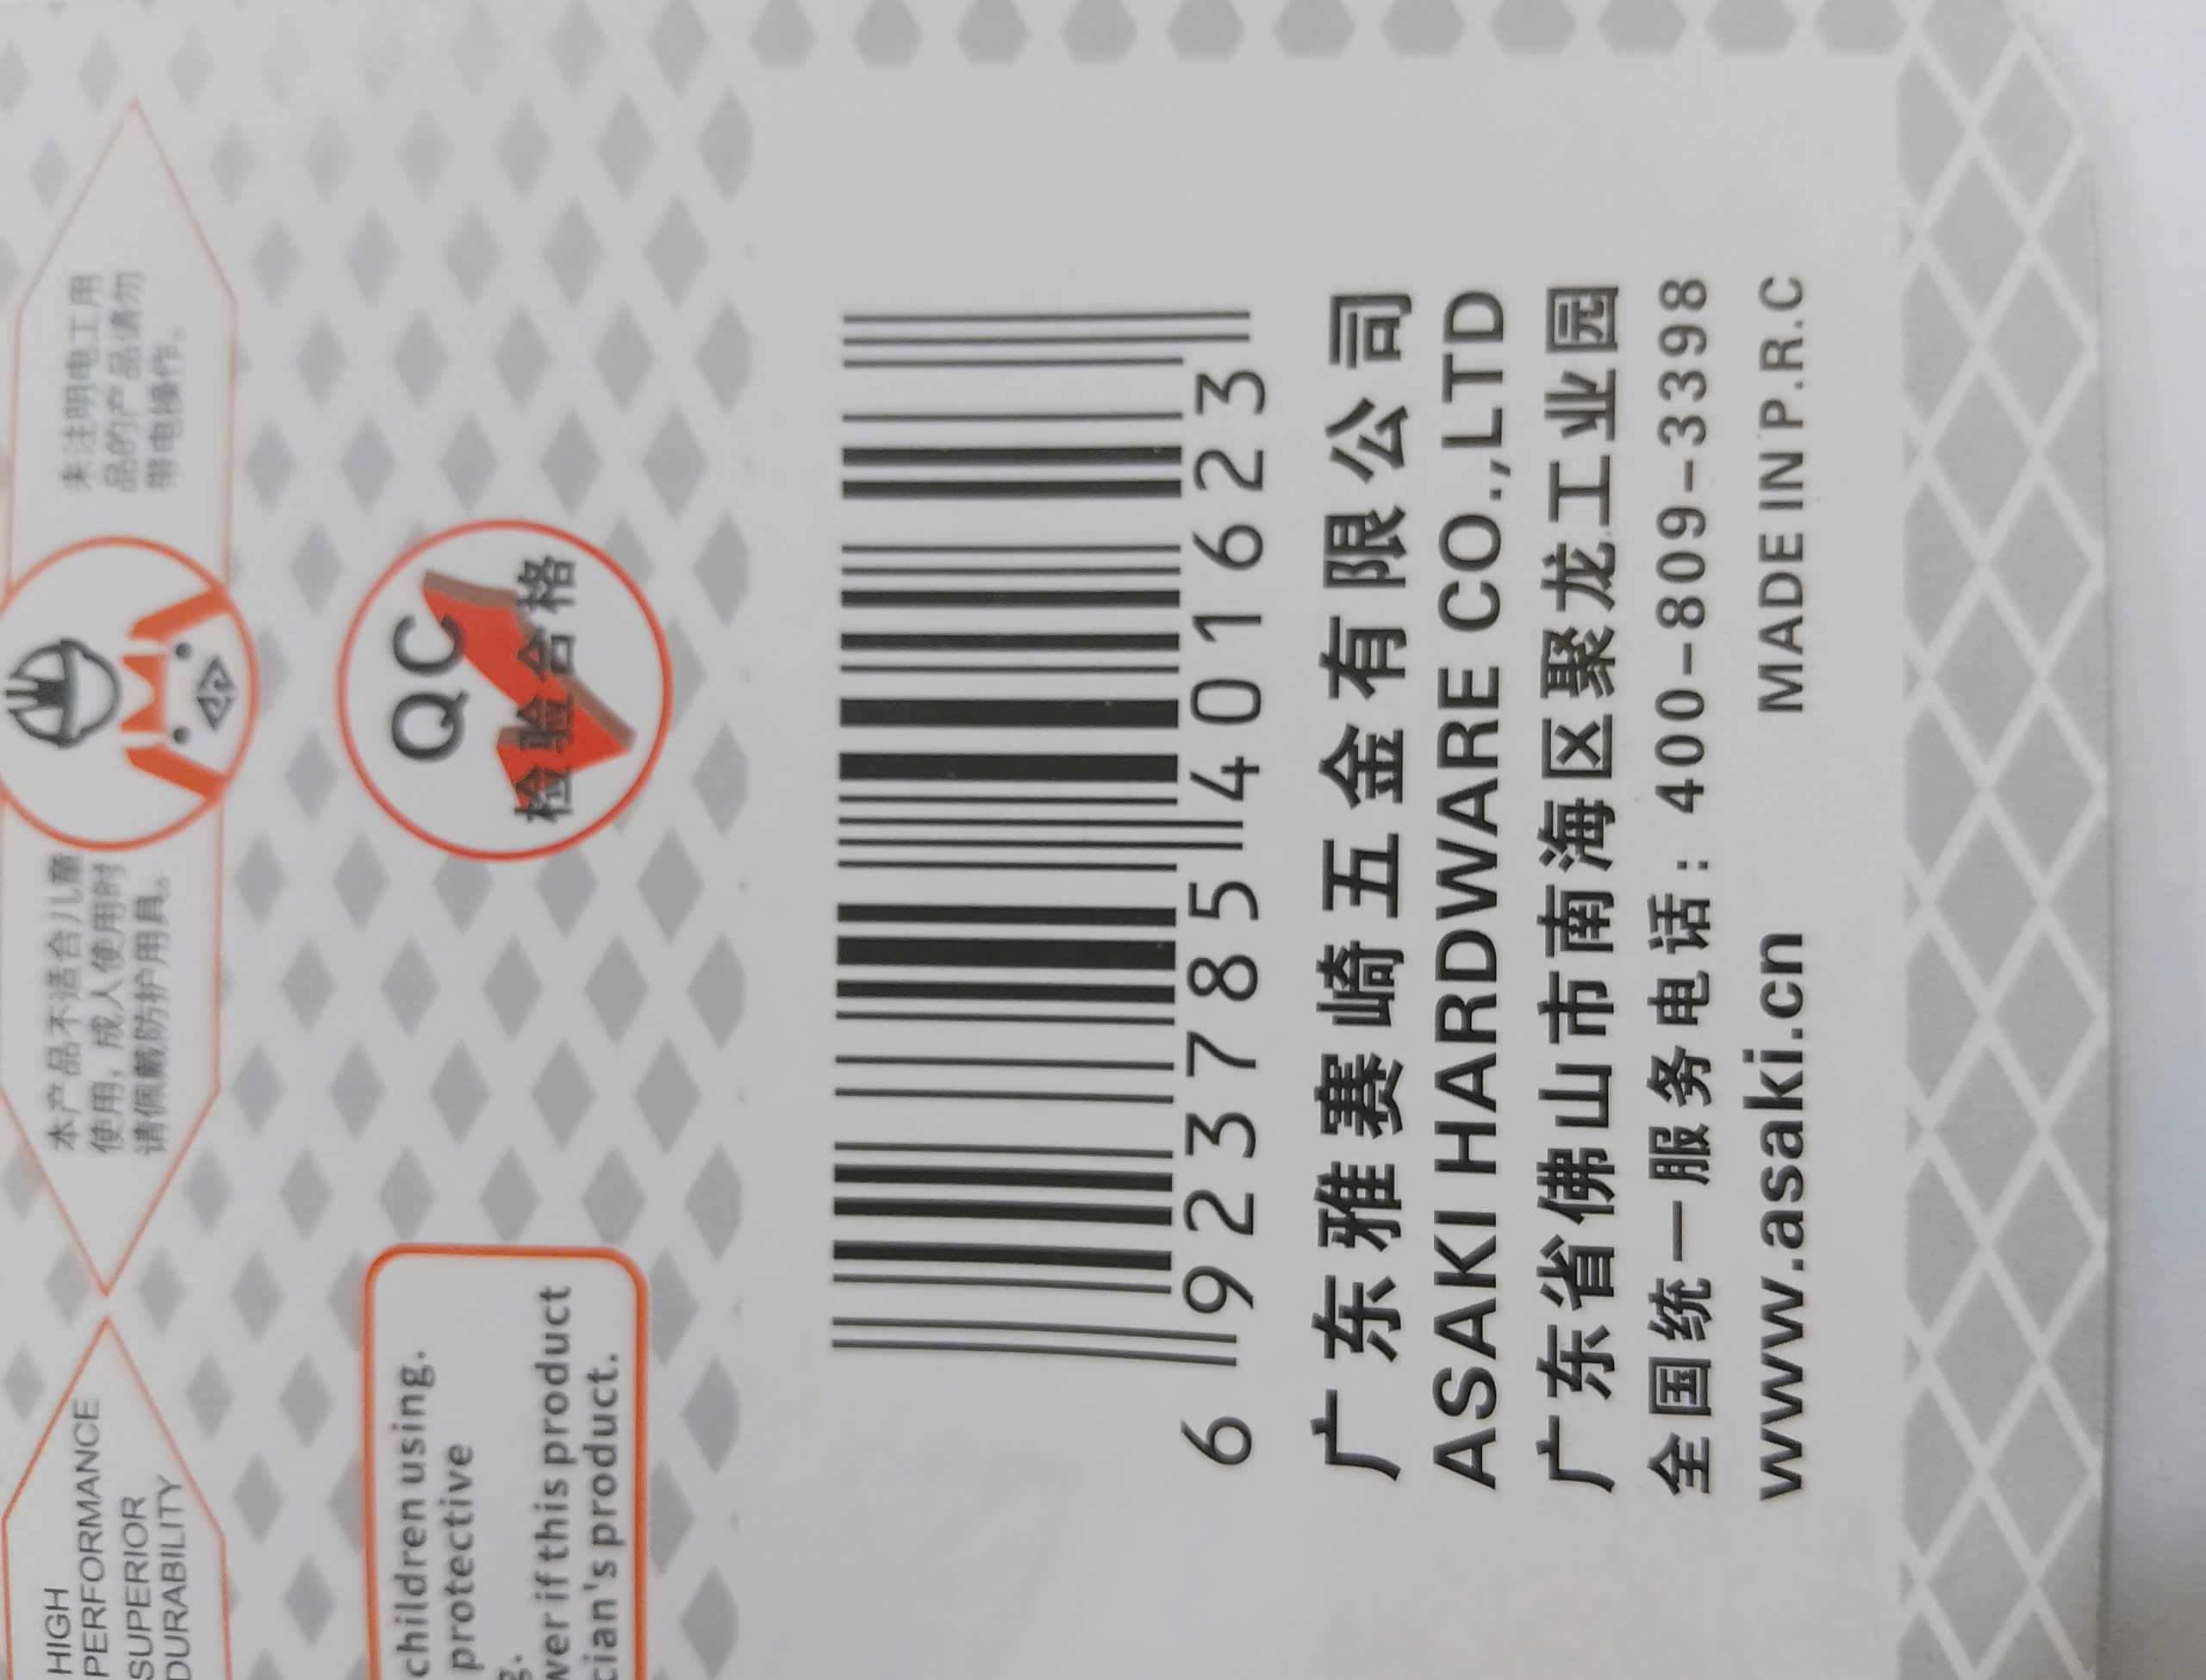 HIGH
PERFORMANCE
SUPERIOR
DURABILITY
本产品不适合儿童
使用，成人使用时
请佩戴防护用具。
未注明电工用
品的产品请勿
带电操作。
children using.
protective
g.
wer if this product
cian's product.
QC
检验合格
6 923785 401623
广东雅赛崎五金有限公司
ASAKI HARDWARE CO.,LTD
广东省佛山市南海区聚龙工业园
全国统一服务电话：400-809-3398
www.asaki.cn MADE IN P.R.C